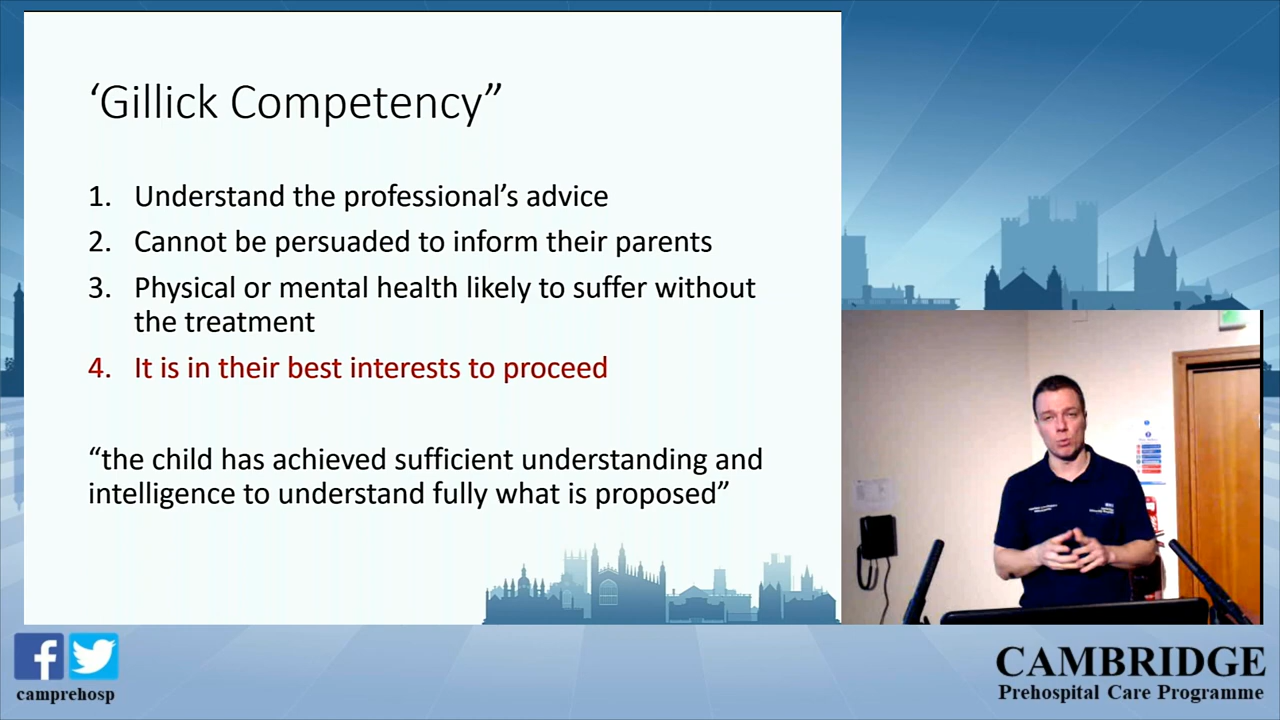 ‘Gillick Competency”
1. Understand the professional’s advice
2. Cannot be persuaded to inform their parents
3. Physical or mental health likely to suffer without
the treatment
4. It is in their best interests to proceed
“the child has achieved sufficient understanding and
intelligence to understand fully what is proposed”
camprehosp
CAMBRIDGE
Prehospital Care Programme